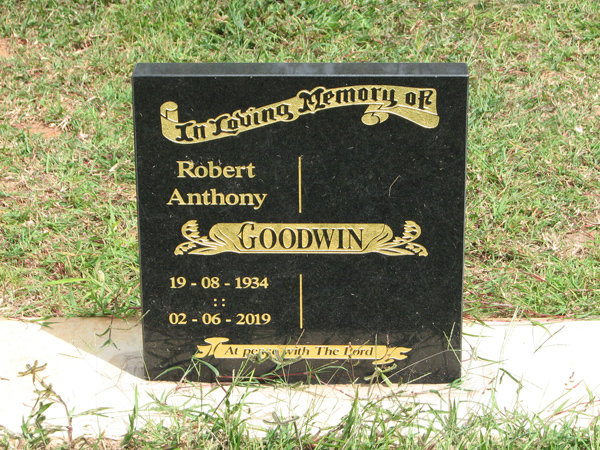 In Loving Memory of
Robert
Anthony
GOODWIN
19 - 08 - 1934
: :
02 - 06 - 2019
At peace with The Lord